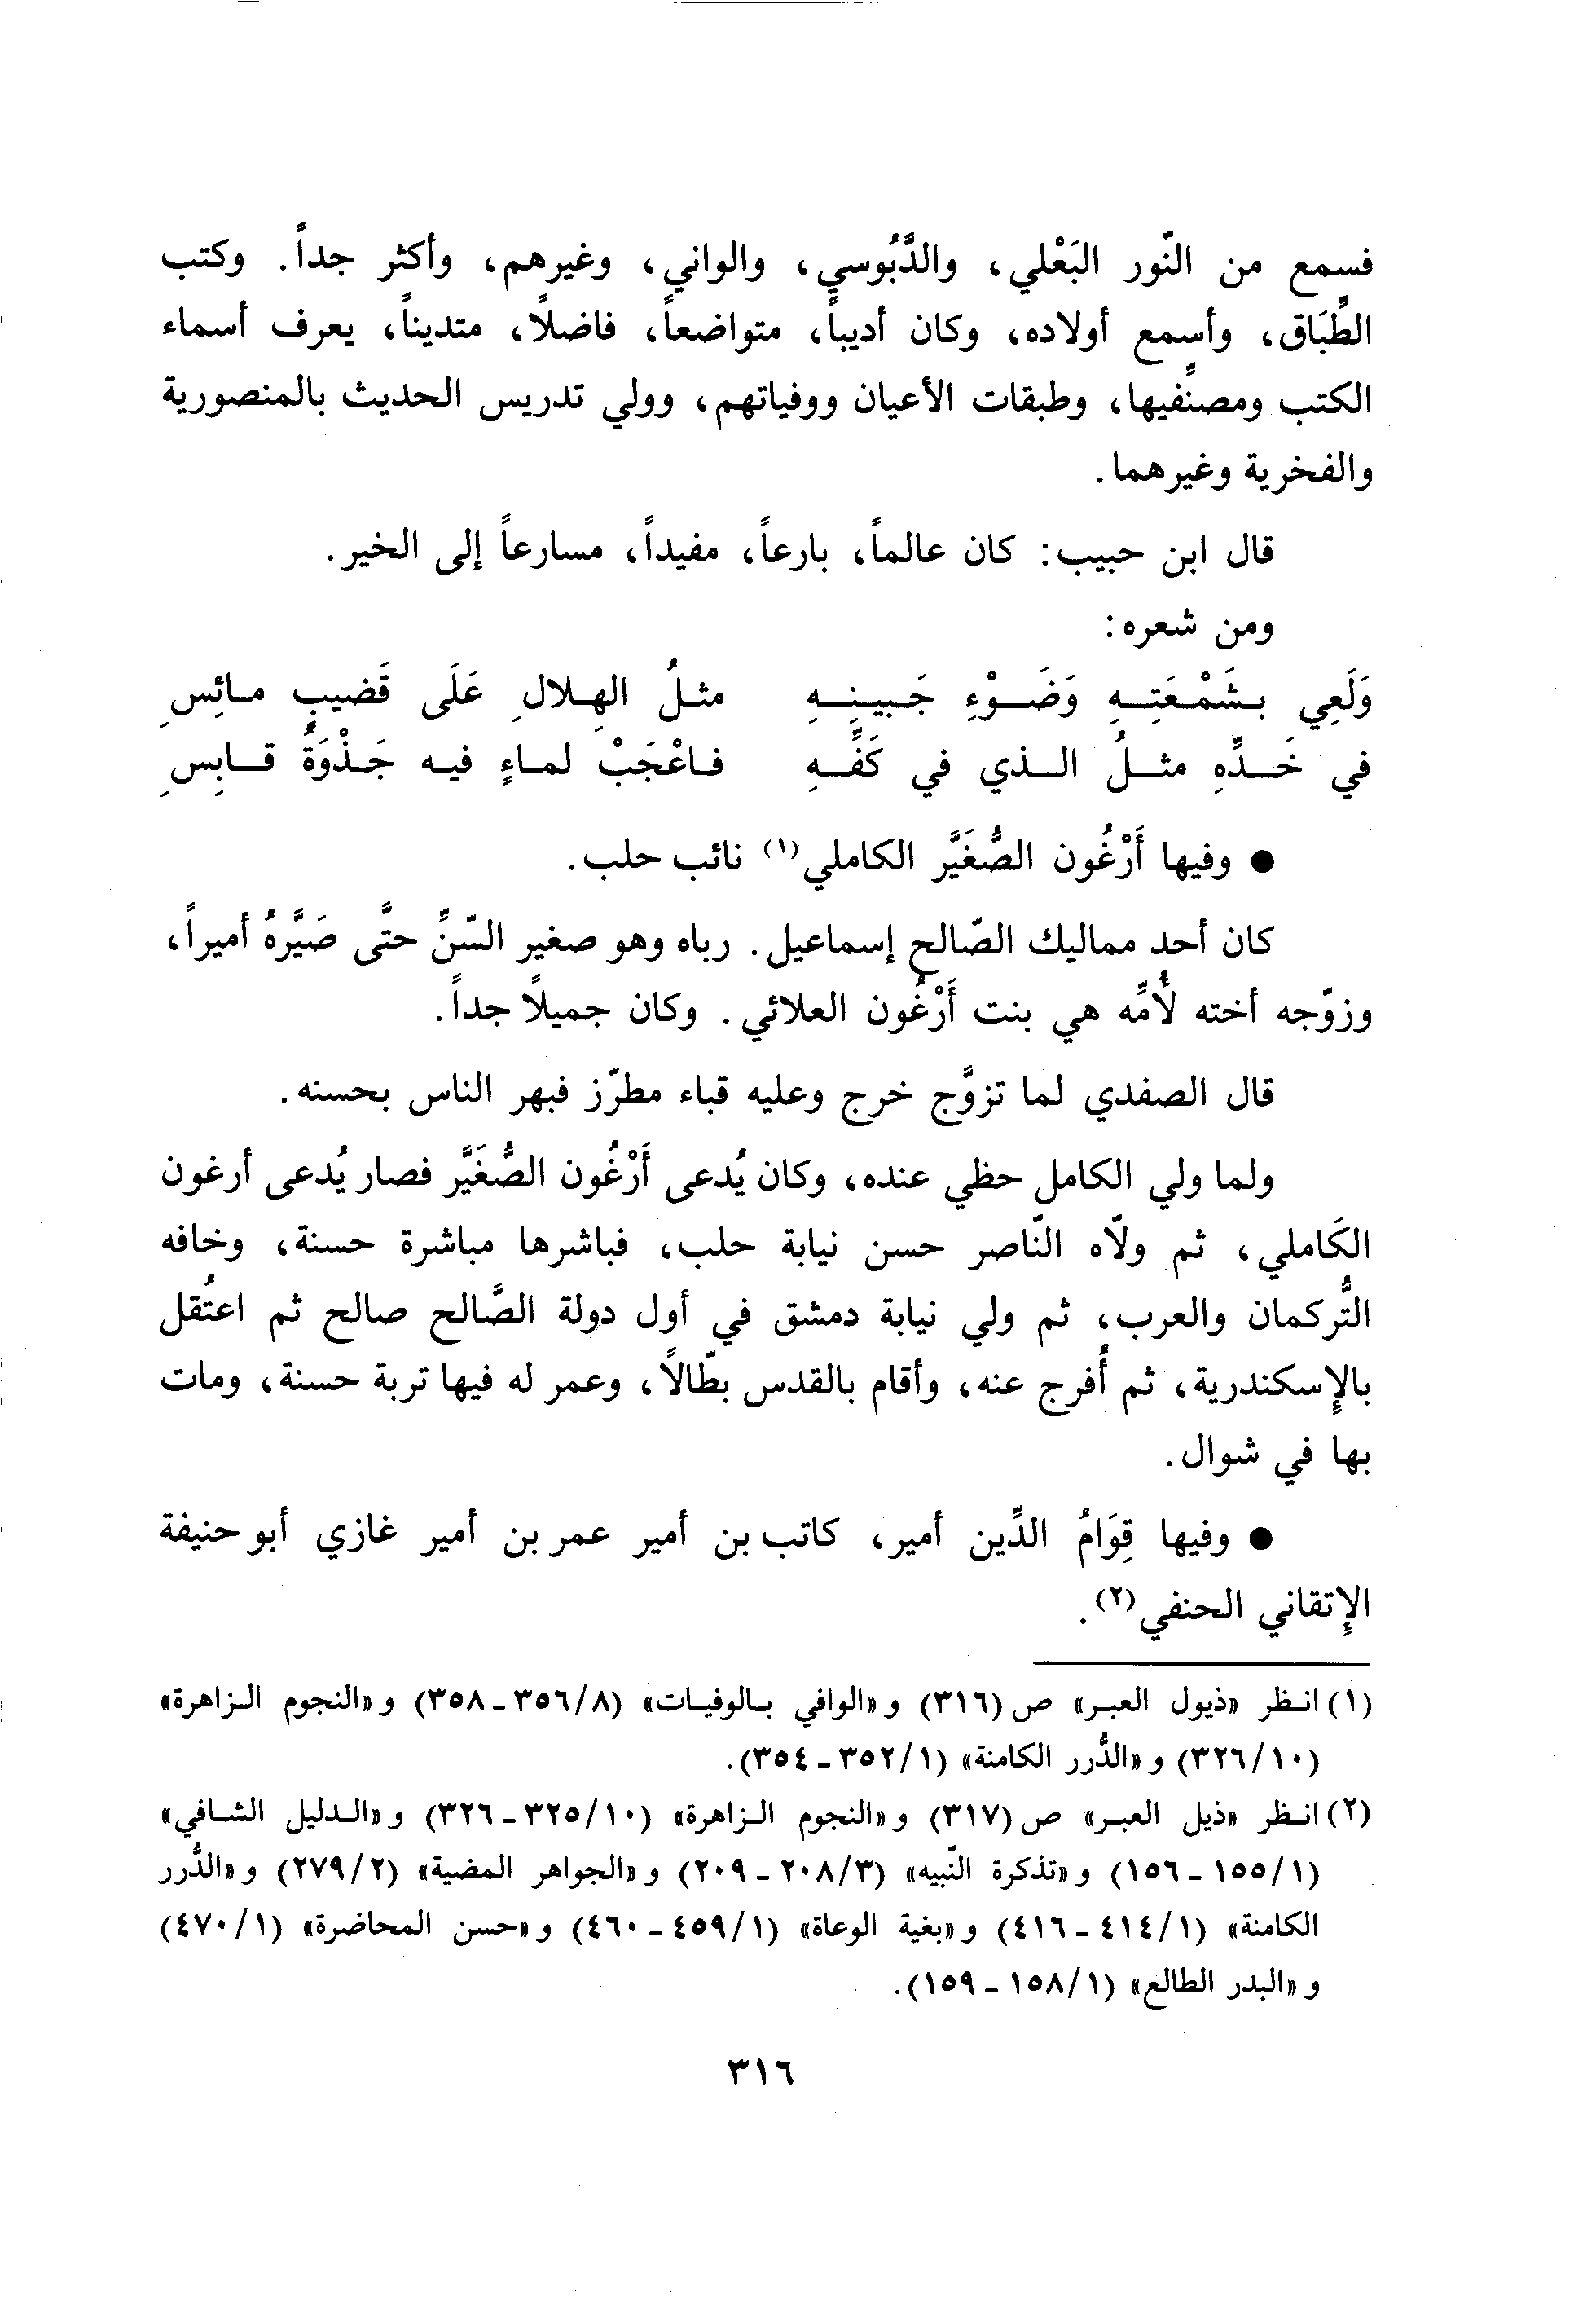 فسمع من النّور البَعْلي، والدَّبُوسي، والواني، وغيرهم، وأكثر جداً. وكتب
الطِّبَاق، وأسمع أولاده، وكان أديباً، متواضعاً، فاضلاً، متديناً، يعرف أسماء
الكتب ومصنِّفيها، وطبقات الأعيان ووفياتهم، وولي تدريس الحديث بالمنصورية
والفخرية وغيرهما.
قال ابن حبيب: كان عالماً، بارعاً، مفيداً، مسارعاً إلى الخير.
ومن شعره:
وَلَعِي بشَمْعَتِهِ وَضَوْءِ جَبينِهِ مثلُ الهِلالِ عَلَى قَضيبٍ مائِسِ
في خَدِّهِ مثلُ الذي في كَفِّهِ فاعْجَبْ لماءٍ فيه جَذْوَةُ قابِسِ
● وفيها أَرْغُون الصُّغَيَّر الكاملي(١) نائب حلب.
كان أحد مماليك الصّالح إسماعيل. رباه وهو صغير السّنِّ حتَّى صَيَّرهُ أميراً،
وزوّجه أخته لأُمِّه هي بنت أَرْغُون العلائي. وكان جميلاً جداً.
قال الصفدي لما تزوَّج خرج وعليه قباء مطرّز فبهر الناس بحسنه.
ولما ولي الكامل حظي عنده، وكان يُدعى أَرْغُون الصُّغَيَّر فصار يُدعى أرغون
الكَاملي، ثم ولّاه النّاصر حسن نيابة حلب، فباشرها مباشرة حسنة، وخافه
التُّركمان والعرب، ثم ولي نيابة دمشق في أول دولة الصَّالح صالح ثم اعتُقل
بالإسكندرية، ثم أُفرج عنه، وأقام بالقدس بطّالاً، وعمر له فيها تربة حسنة، ومات
بها في شوال.
● وفيها قِوَامُ الدِّين أمير، كاتب بن أمير عمر بن أمير غازي أبو حنيفة
الإتقاني الحنفي(٢).
(١) انظر «ذيول العبر» ص (٣١٦) و «الوافي بالوفيات» (٨/٣٥٦ ـ ٣٥٨) و «النجوم الزاهرة»
(١٠/٣٢٦) و «الدُّرر الكامنة» (١/٣٥٢ ـ ٣٥٤).
(٢) انظر «ذيل العبر» ص (٣١٧) و «النجوم الزاهرة» (١٠/٣٢٥ ـ ٣٢٦) و «الدليل الشافي»
(١/١٥٥ ـ ١٥٦) و «تذكرة النّبيه» (٣/٢٠٨ ـ ٢٠٩) و «الجواهر المضية» (٢/٢٧٩) و «الدُّرر
الكامنة» (١/٤١٤ ـ ٤١٦) و «بغية الوعاة» (١/٤٥٩ ـ ٤٦٠) و «حسن المحاضرة» (١/٤٧٠)
و «البدر الطالع» (١/١٥٨ ـ ١٥٩).
٣١٦